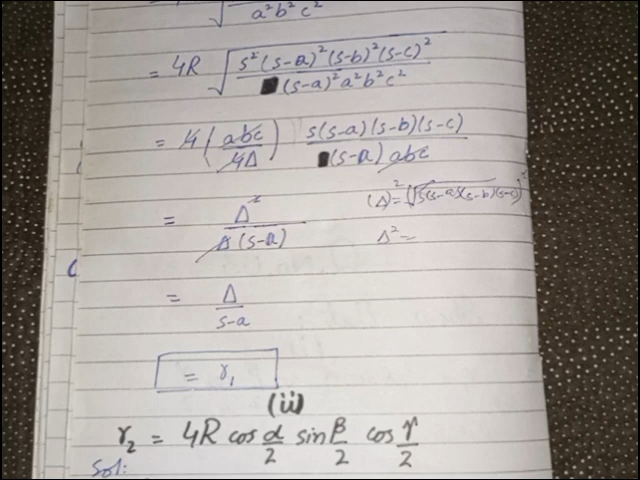 a²b²c²
= 4R √(s²(s-a)²(s-b)²(s-c)² / (s-a)²a²b²c²)
= 4 (abc / 4Δ) s(s-a)(s-b)(s-c) / (s-a) abc
= Δ² / Δ(s-a) (Δ)² = (√s(s-a)(s-b)(s-c))²
Δ² =
= Δ / s-a
= r₁
(ii)
r₂ = 4R cos α/2 sin β/2 cos γ/2
Sol: